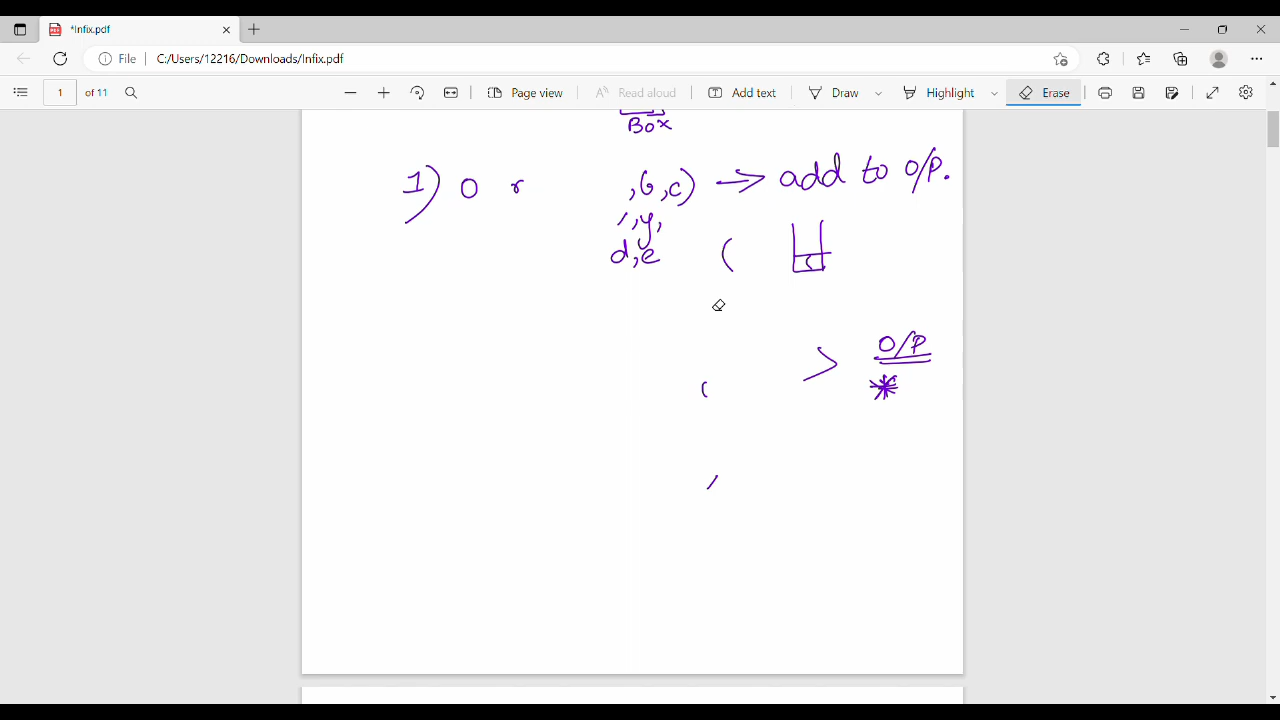 *Infix.pdf
File C:/Users/12216/Downloads/Infix.pdf
1 of 11 Page view Read aloud Add text Draw Highlight Erase
Box
1) O r ,b,c) → add to O/P.
,y,
d,e (
> O/P
( *